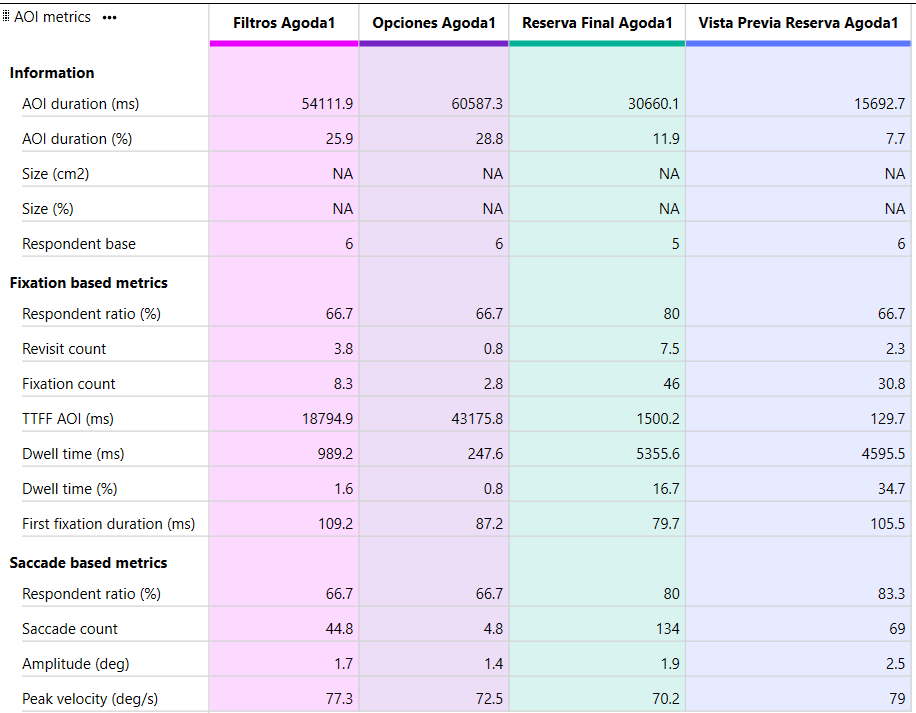 AOI metrics ••• Filtros Agoda1 Opciones Agoda1 Reserva Final Agoda1 Vista Previa Reserva Agoda1
Information
AOI duration (ms) 54111.9 60587.3 30660.1 15692.7
AOI duration (%) 25.9 28.8 11.9 7.7
Size (cm2) NA NA NA NA
Size (%) NA NA NA NA
Respondent base 6 6 5 6
Fixation based metrics
Respondent ratio (%) 66.7 66.7 80 66.7
Revisit count 3.8 0.8 7.5 2.3
Fixation count 8.3 2.8 46 30.8
TTFF AOI (ms) 18794.9 43175.8 1500.2 129.7
Dwell time (ms) 989.2 247.6 5355.6 4595.5
Dwell time (%) 1.6 0.8 16.7 34.7
First fixation duration (ms) 109.2 87.2 79.7 105.5
Saccade based metrics
Respondent ratio (%) 66.7 66.7 80 83.3
Saccade count 44.8 4.8 134 69
Amplitude (deg) 1.7 1.4 1.9 2.5
Peak velocity (deg/s) 77.3 72.5 70.2 79